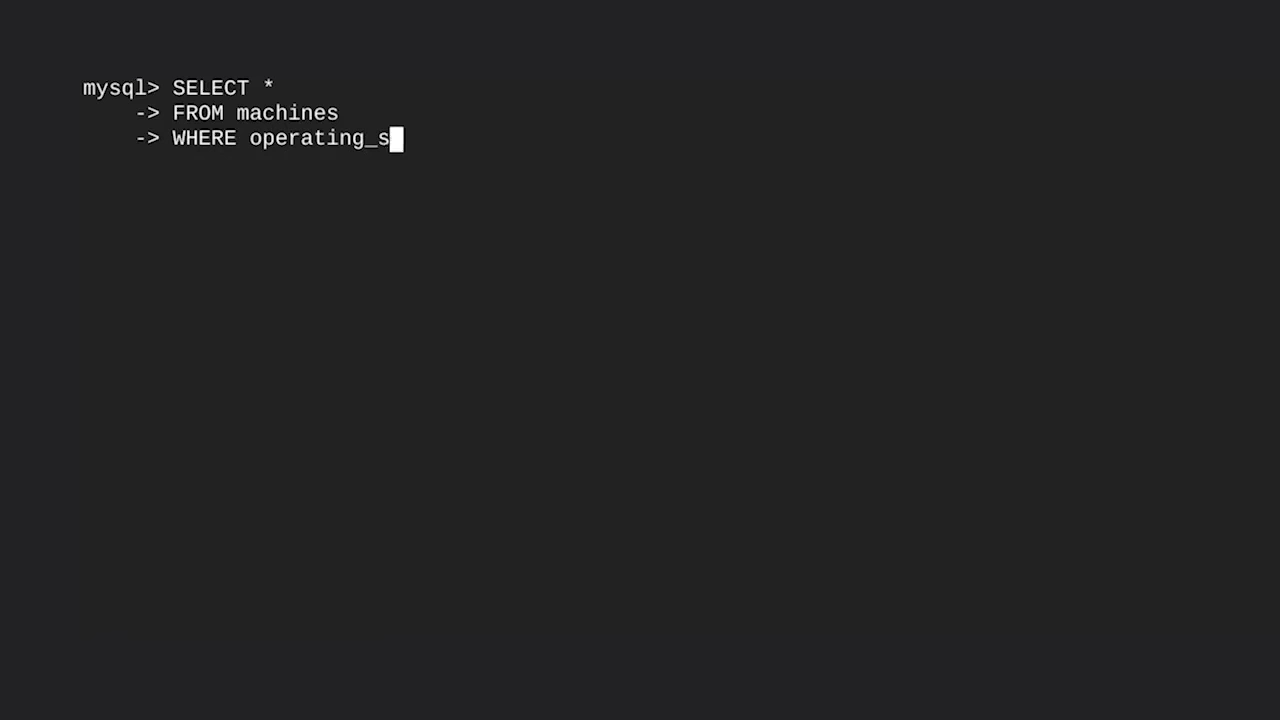 mysql> SELECT *
-> FROM machines
-> WHERE operating_s